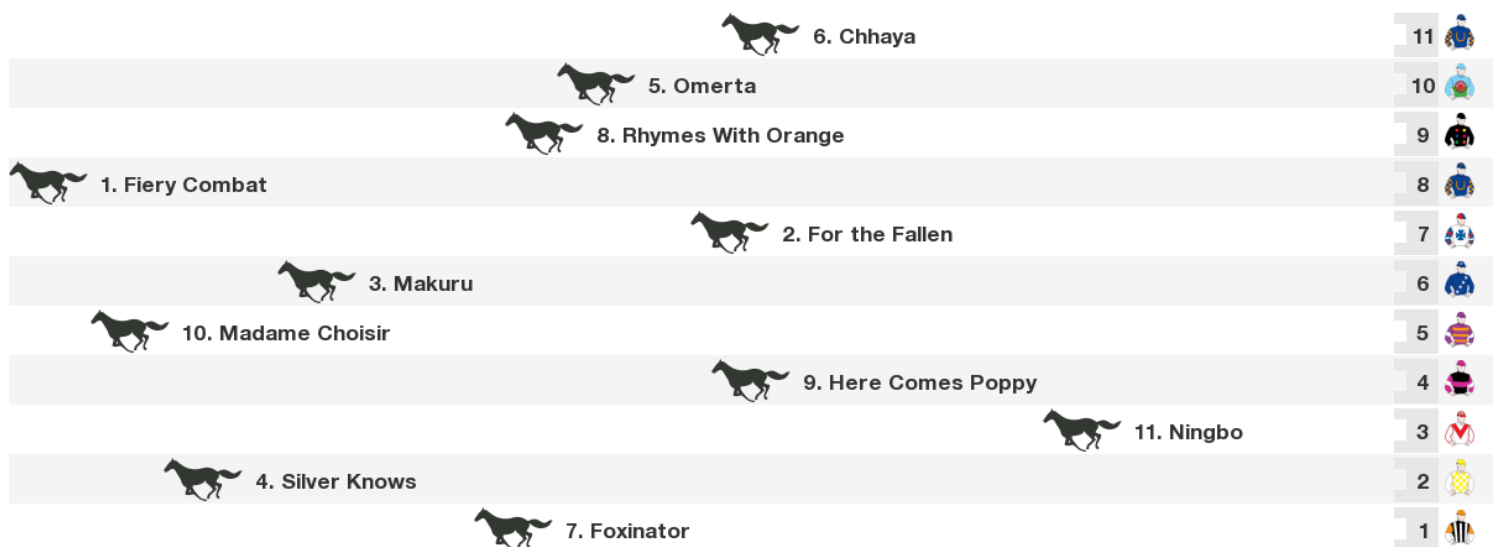 6. Chhaya 11
5. Omerta 10
8. Rhymes With Orange 9
1. Fiery Combat 8
2. For the Fallen 7
3. Makuru 6
10. Madame Choisir 5
9. Here Comes Poppy 4
11. Ningbo 3
4. Silver Knows 2
7. Foxinator 1